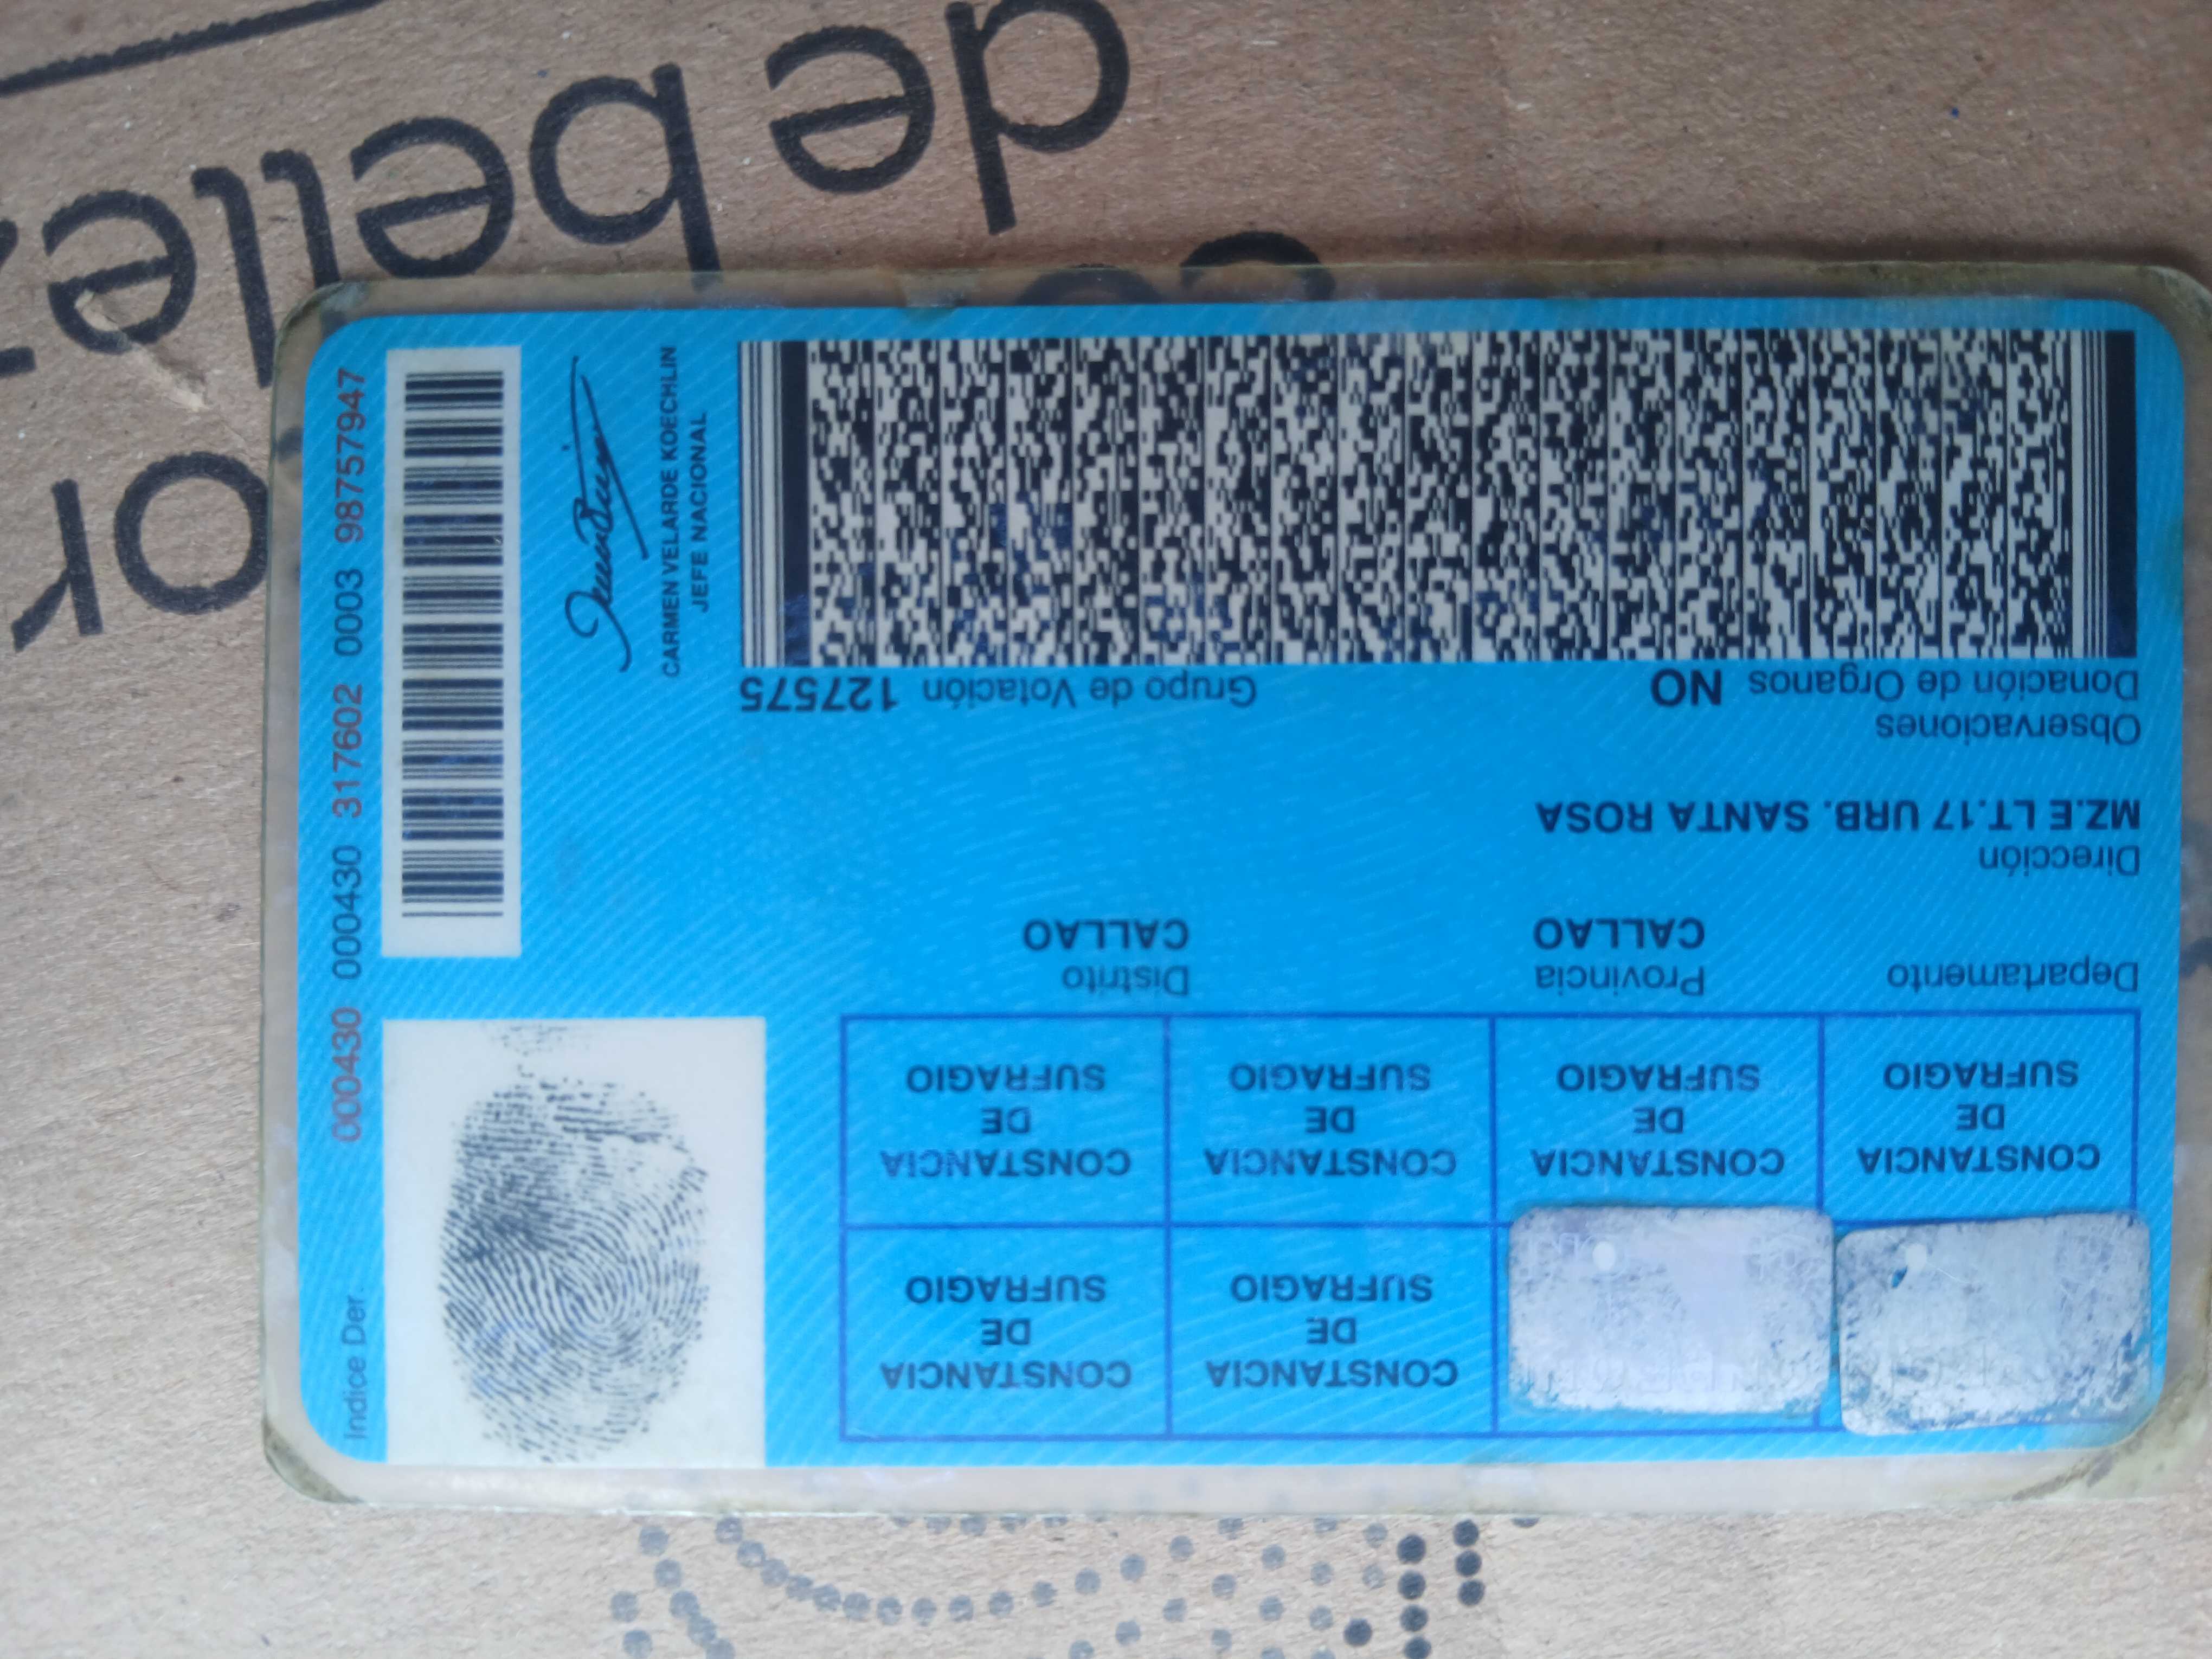 CONSTANCIA DE SUFRAGIO
CONSTANCIA DE SUFRAGIO
CONSTANCIA DE SUFRAGIO
CONSTANCIA DE SUFRAGIO
CONSTANCIA DE SUFRAGIO
CONSTANCIA DE SUFRAGIO
Departamento
Provincia
CALLAO
Distrito
CALLAO
Dirección
MZ.E LT.17 URB. SANTA ROSA
Observaciones
Donación de Organos NO
Grupo de Votación 127575
Indice Der.
000430 000430 317602 0003 98757947
CARMEN VELARDE KOECHLIN
JEFE NACIONAL
de belle
or